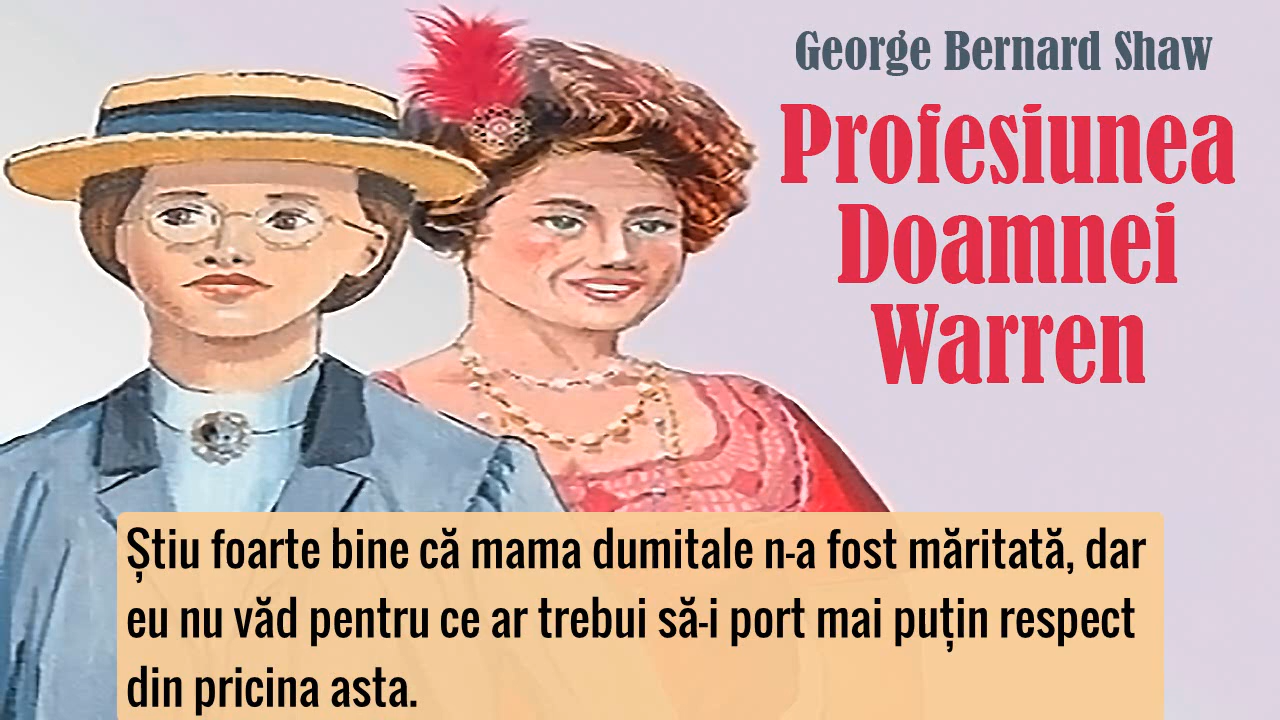 George Bernard Shaw
Profesiunea
Doamnei
Warren
Știu foarte bine că mama dumitale n-a fost măritată, dar
eu nu văd pentru ce ar trebui să-i port mai puțin respect
din pricina asta.